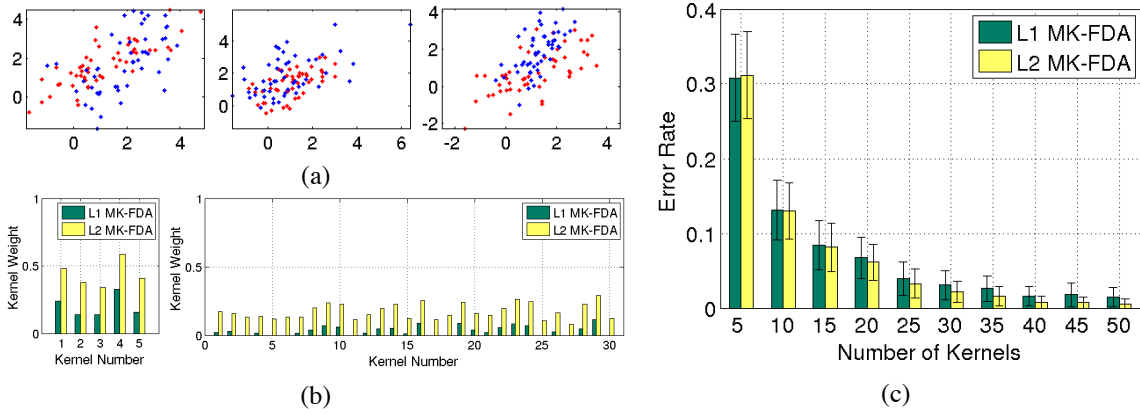 4
2
0
0
2
4
6
4
2
0
0
2
4
6
4
2
0
-2
-2
0
2
4
(a)
1
0.5
0
Kernel Weight
L1 MK-FDA
L2 MK-FDA
1 2 3 4 5
Kernel Number
1
0.5
0
Kernel Weight
L1 MK-FDA
L2 MK-FDA
0 5 10 15 20 25 30
Kernel Number
(b)
0.4
0.3
0.2
0.1
0
Error Rate
L1 MK-FDA
L2 MK-FDA
5 10 15 20 25 30 35 40 45 50
Number of Kernels
(c)